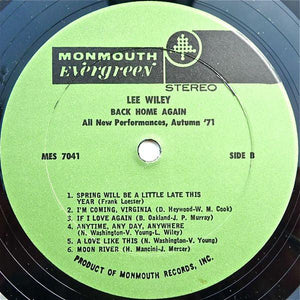 MONMOUTH
Evergreen
STEREO
LEE WILEY
BACK HOME AGAIN
All New Performances, Autumn '71
MES 7041
SIDE B
1. SPRING WILL BE A LITTLE LATE THIS
YEAR (Frank Loesser)
2. I'M COMING, VIRGINIA (D. Heywood-W. M. Cook)
3. IF I LOVE AGAIN (B. Oakland-J. P. Murray)
4. ANYTIME, ANY DAY, ANYWHERE
(N. Washington-V. Young-L. Wiley)
5. A LOVE LIKE THIS (N. Washington-V. Young)
6. MOON RIVER (H. Mancini-J. Mercer)
PRODUCT OF MONMOUTH RECORDS, INC.